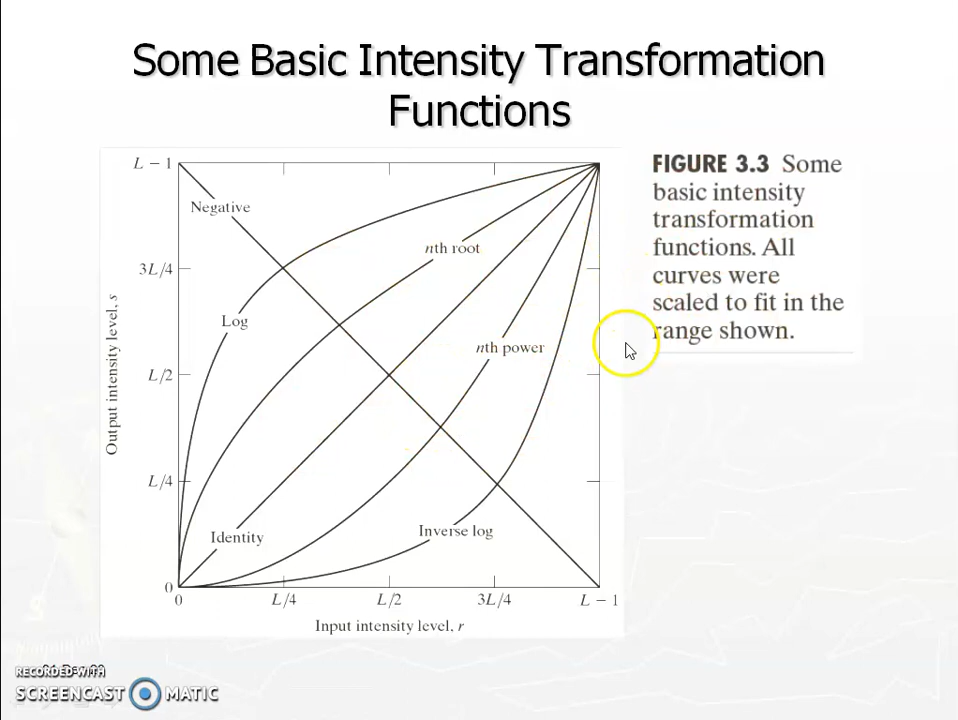 Some Basic Intensity Transformation
Functions
L − 1
Negative
nth root
3L/4
Log
nth power
L/2
L/4
Identity
Inverse log
0
0
L/4
L/2
3L/4
L − 1
Output intensity level, s
Input intensity level, r
FIGURE 3.3 Some
basic intensity
transformation
functions. All
curves were
scaled to fit in the
range shown.
RECORDED WITH
SCREENCAST MATIC